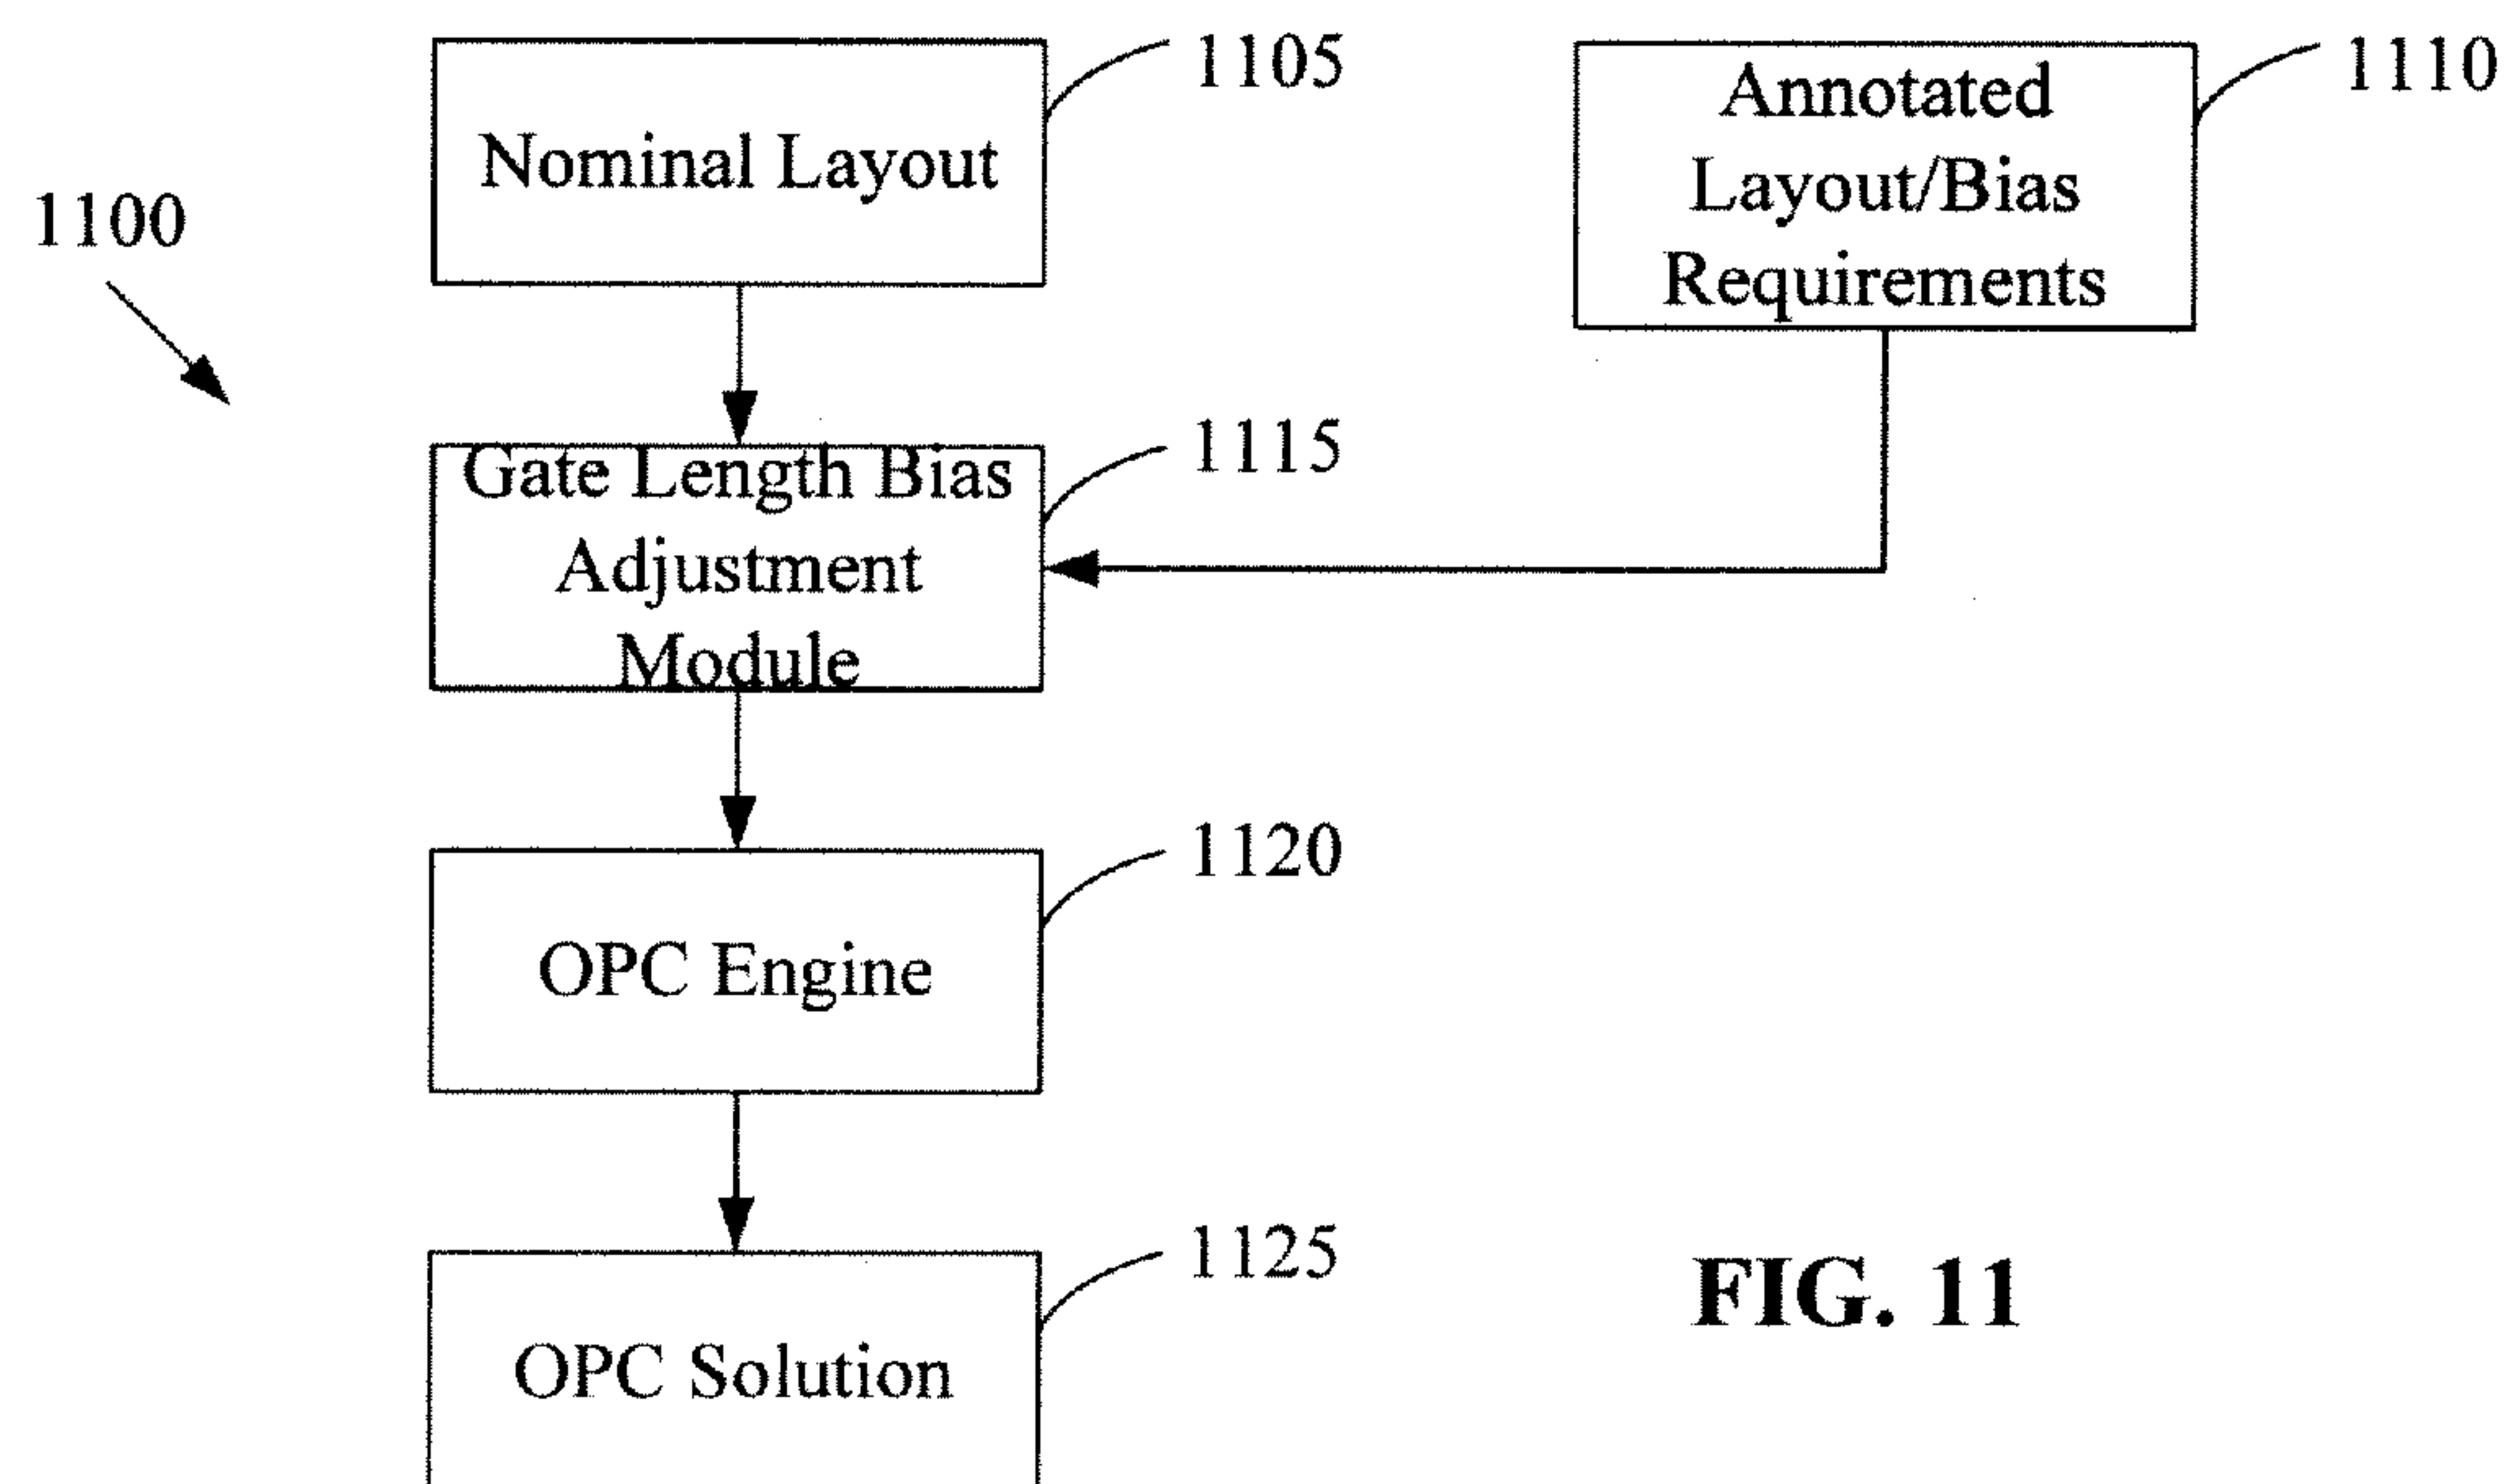 1105
Nominal Layout
1110
Annotated
Layout/Bias
Requirements
1100
1115
Gate Length Bias
Adjustment
Module
1120
OPC Engine
1125
OPC Solution
FIG. 11